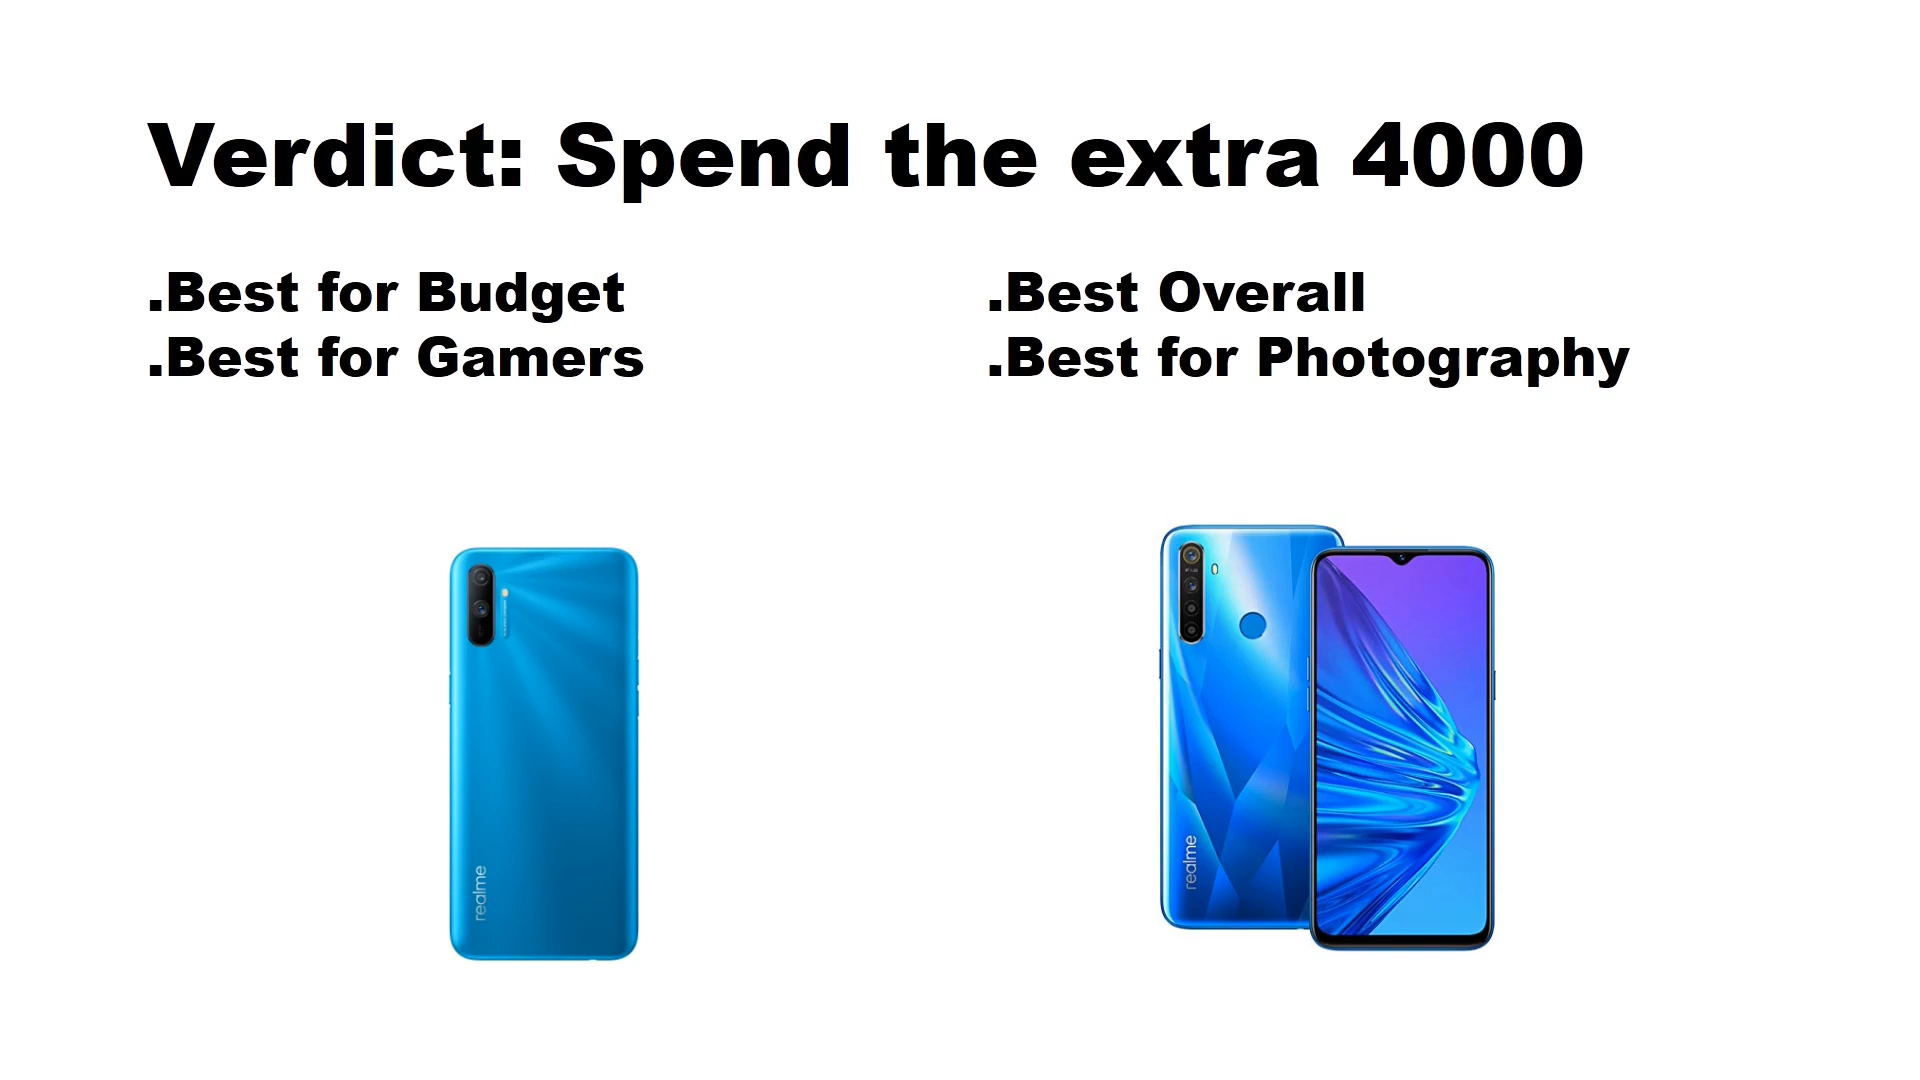 Verdict: Spend the extra 4000
.Best for Budget
.Best for Gamers
.Best Overall
.Best for Photography
realme
realme